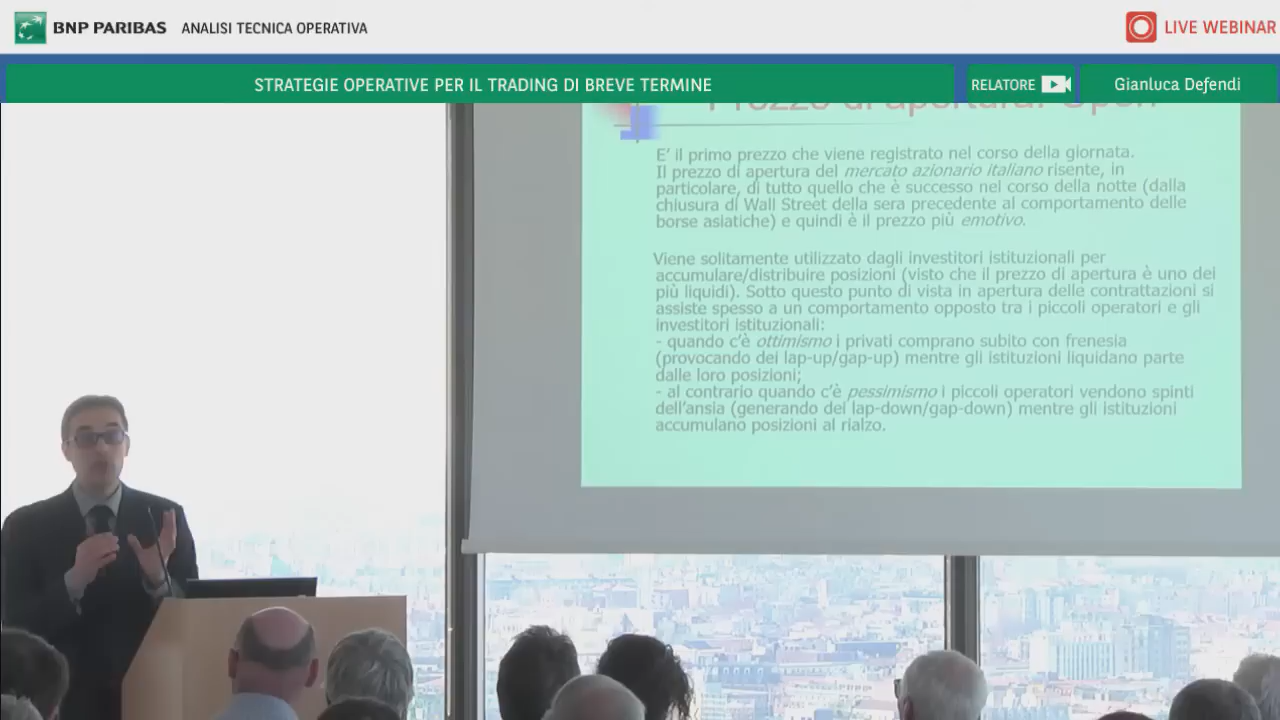 BNP PARIBAS ANALISI TECNICA OPERATIVA
LIVE WEBINAR
STRATEGIE OPERATIVE PER IL TRADING DI BREVE TERMINE
RELATORE
Gianluca Defendi
Prezzo di apertura: Open
E' il primo prezzo che viene registrato nel corso della giornata.
Il prezzo di apertura del mercato azionario italiano risente, in
particolare, di tutto quello che è successo nel corso della notte (dalla
chiusura di Wall Street della sera precedente al comportamento delle
borse asiatiche) e quindi è il prezzo più emotivo.
Viene solitamente utilizzato dagli investitori istituzionali per
accumulare/distribuire posizioni (visto che il prezzo di apertura è uno dei
più liquidi). Sotto questo punto di vista in apertura delle contrattazioni si
assiste spesso a un comportamento opposto tra i piccoli operatori e gli
investitori istituzionali:
- quando c'è ottimismo i privati comprano subito con frenesia
(provocando dei lap-up/gap-up) mentre gli istituzioni liquidano parte
dalle loro posizioni;
- al contrario quando c'è pessimismo i piccoli operatori vendono spinti
dell'ansia (generando dei lap-down/gap-down) mentre gli istituzioni
accumulano posizioni al rialzo.